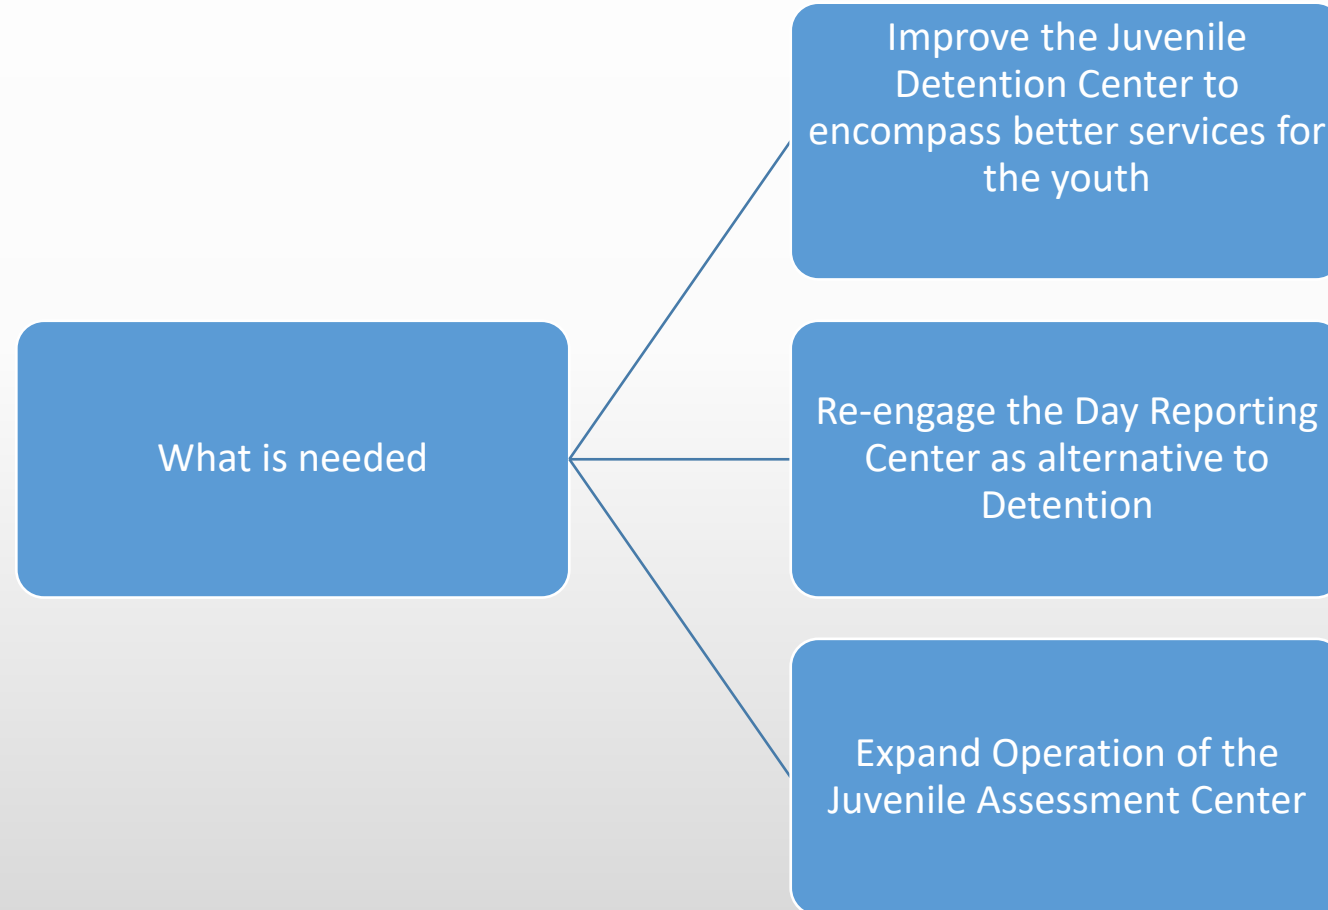 What is needed
Improve the Juvenile
Detention Center to
encompass better services for
the youth
Re-engage the Day Reporting
Center as alternative to
Detention
Expand Operation of the
Juvenile Assessment Center